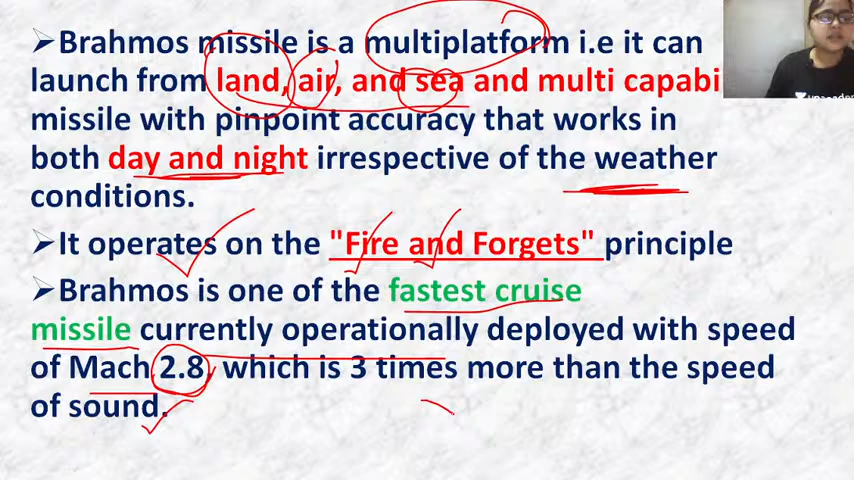 ➢Brahmos missile is a multiplatform i.e it can
launch from land, air, and sea and multi capabi
missile with pinpoint accuracy that works in
both day and night irrespective of the weather
conditions.
➢It operates on the "Fire and Forgets" principle
➢Brahmos is one of the fastest cruise
missile currently operationally deployed with speed
of Mach 2.8, which is 3 times more than the speed
of sound.